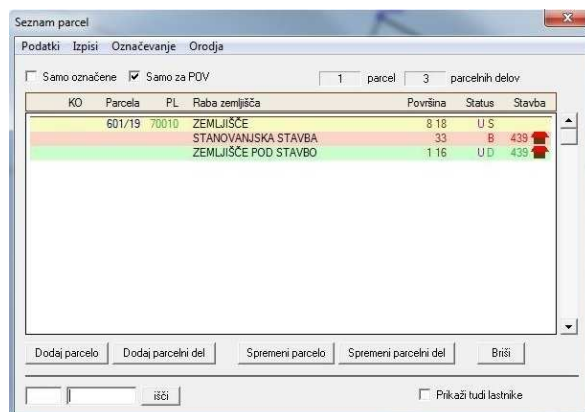 Seznam parcel
Podatki Izpisi Označevanje Orodja
Samo označene Samo za POV 1 parcel 3 parcelnih delov
KO Parcela PL Raba zemljišča Površina Status Stavba
601/19 70010 ZEMLJIŠČE 8 18 U S
STANOVANJSKA STAVBA 33 B 439
ZEMLJIŠČE POD STAVBO 1 16 U D 439
Dodaj parcelo Dodaj parcelni del Spremeni parcelo Spremeni parcelni del Briši
išči Prikaži tudi lastnike